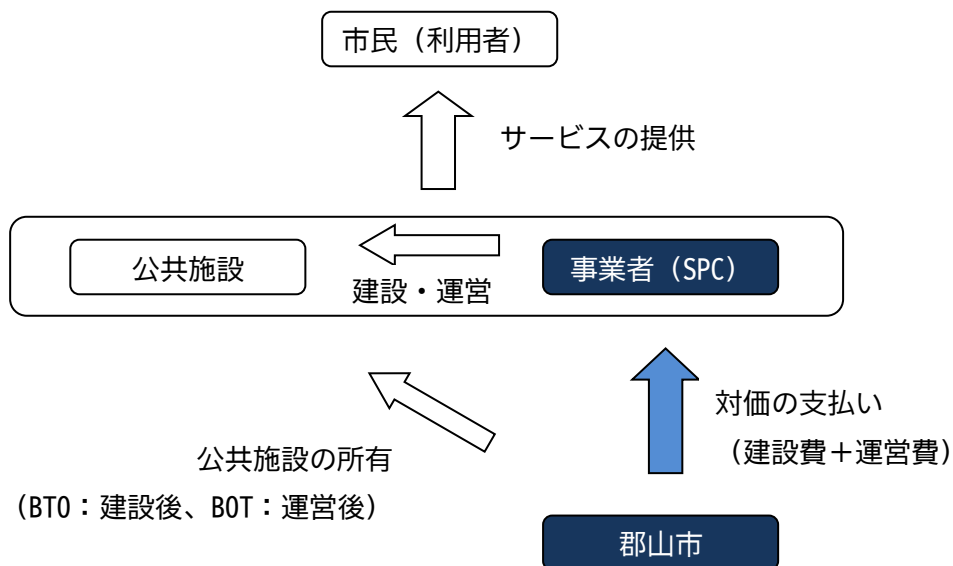 市民（利用者）
サービスの提供
公共施設
事業者（SPC）
建設・運営
対価の支払い
（建設費＋運営費）
公共施設の所有
（BTO：建設後、BOT：運営後）
郡山市